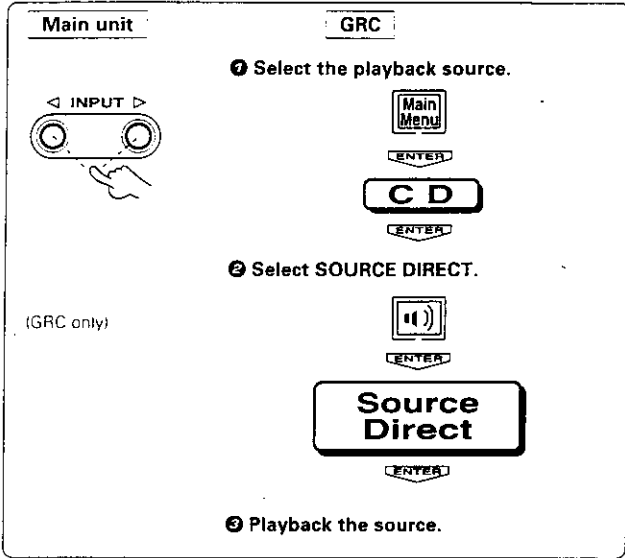 Main unit GRC
❶ Select the playback source.
◁ INPUT ▷
Main
Menu
ENTER
CD
ENTER
❷ Select SOURCE DIRECT.
(GRC only)
ENTER
Source
Direct
ENTER
❸ Playback the source.